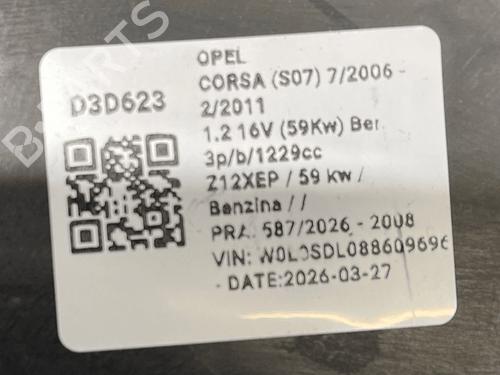 D3D623
OPEL
CORSA (S07) 7/2006 -
2/2011
1.2 16V (59Kw) Ber.
3p/b/1229cc
Z12XEP / 59 kw /
Benzina / /
PRA. 587/2026 - 2008
VIN: W0L0SDL088609696
- DATE:2026-03-27